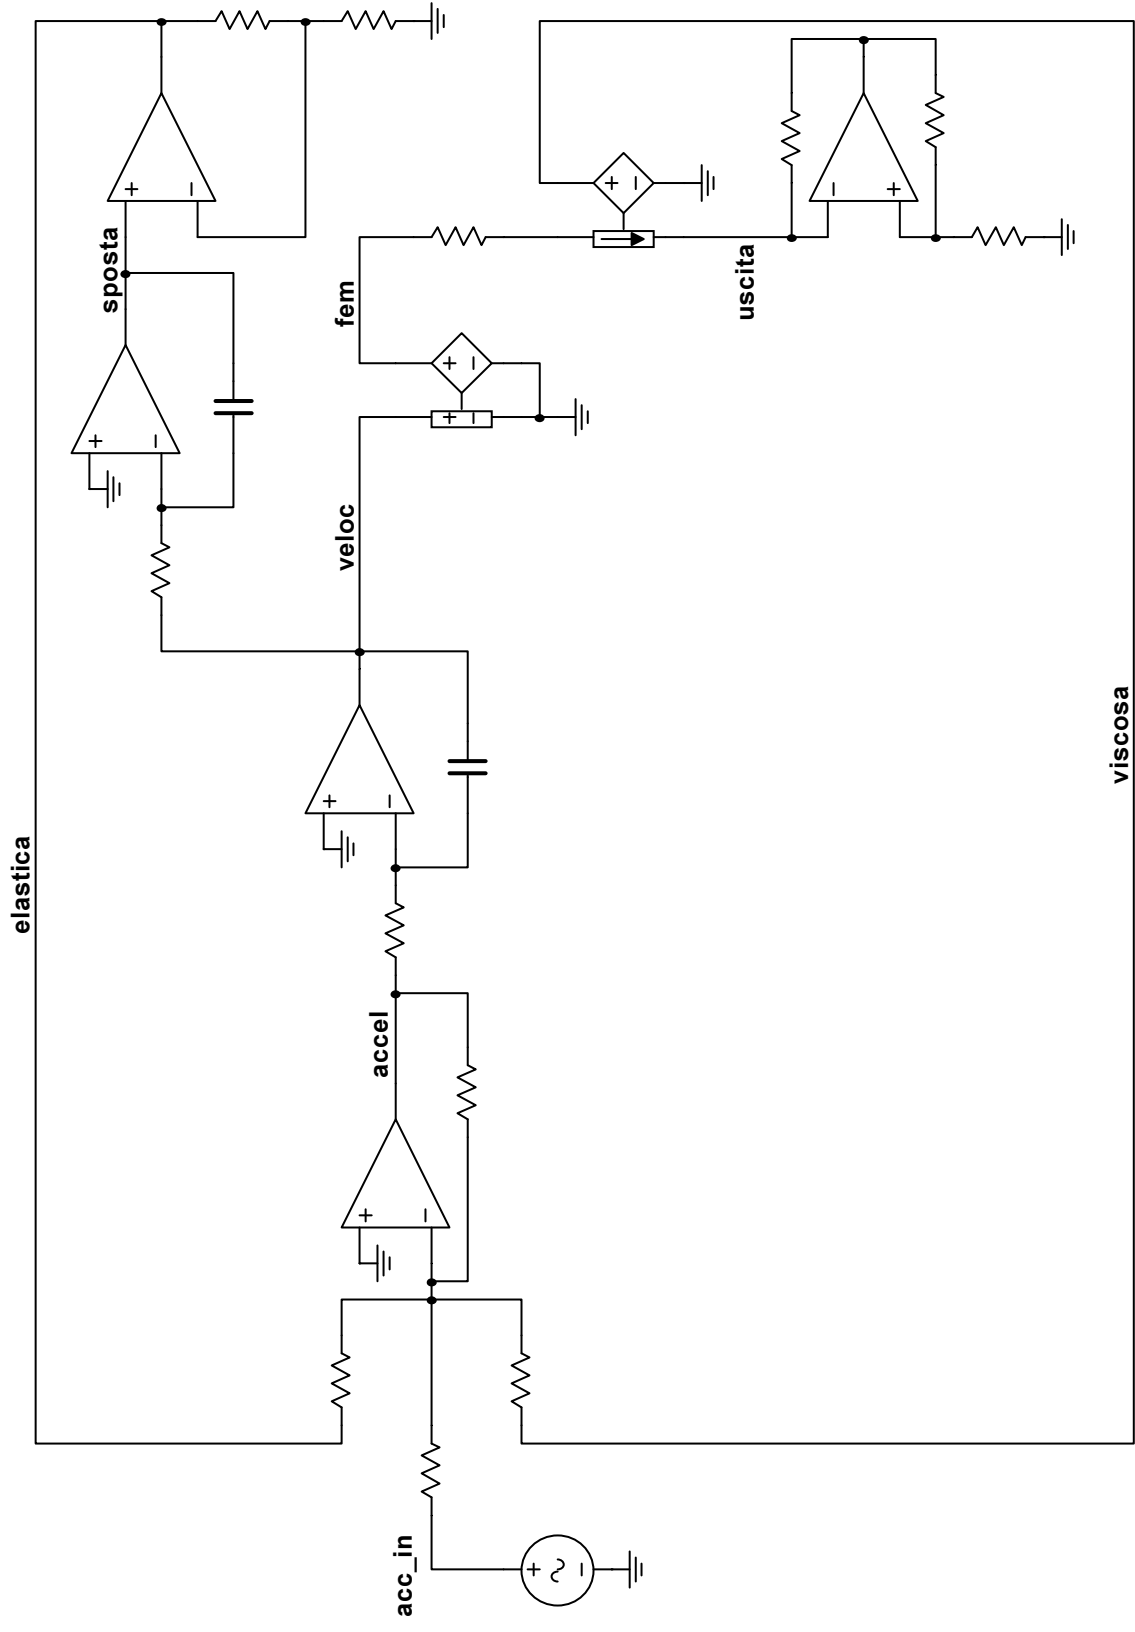 elastica
sposta
fem
uscita
veloc
viscosa
accel
acc_in